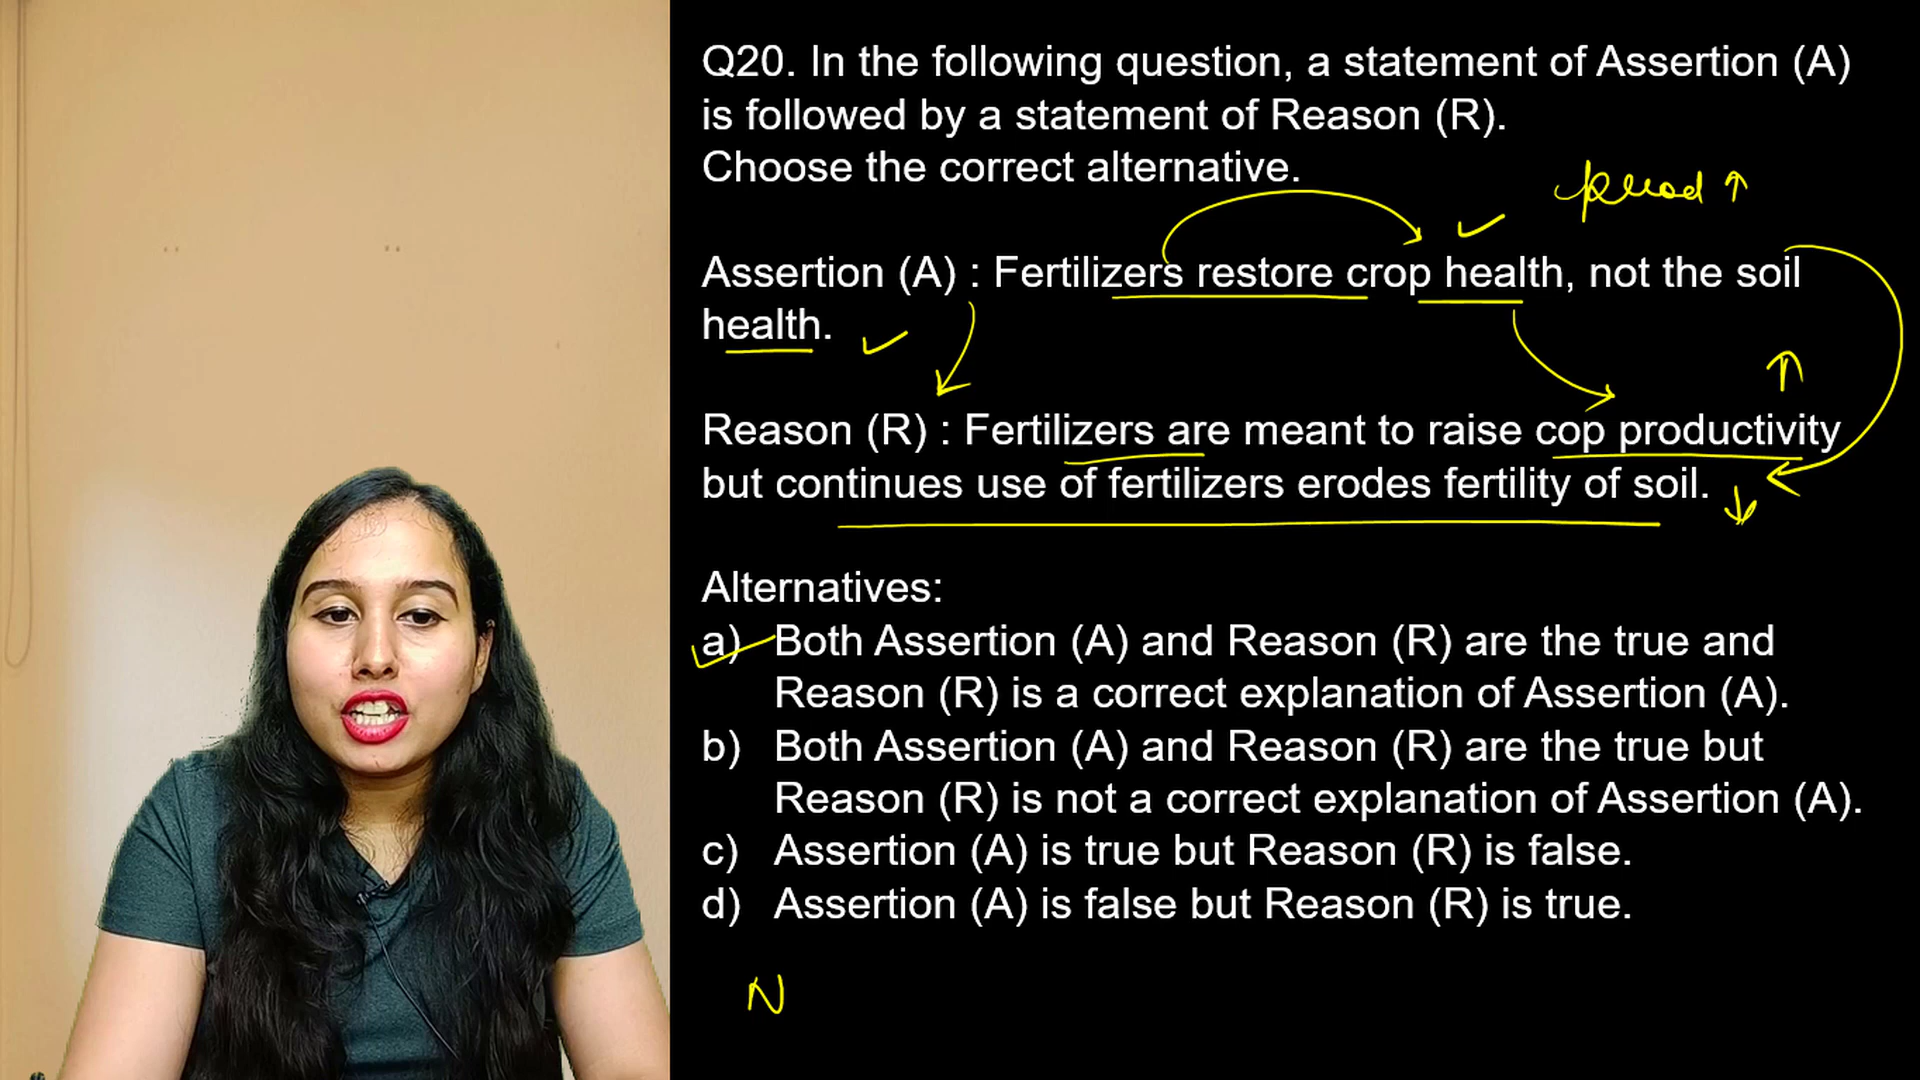 Q20. In the following question, a statement of Assertion (A)
is followed by a statement of Reason (R).
Choose the correct alternative.
Assertion (A) : Fertilizers restore crop health, not the soil
health.
Reason (R) : Fertilizers are meant to raise cop productivity
but continues use of fertilizers erodes fertility of soil.
Alternatives:
a) Both Assertion (A) and Reason (R) are the true and
Reason (R) is a correct explanation of Assertion (A).
b) Both Assertion (A) and Reason (R) are the true but
Reason (R) is not a correct explanation of Assertion (A).
c) Assertion (A) is true but Reason (R) is false.
d) Assertion (A) is false but Reason (R) is true.
N